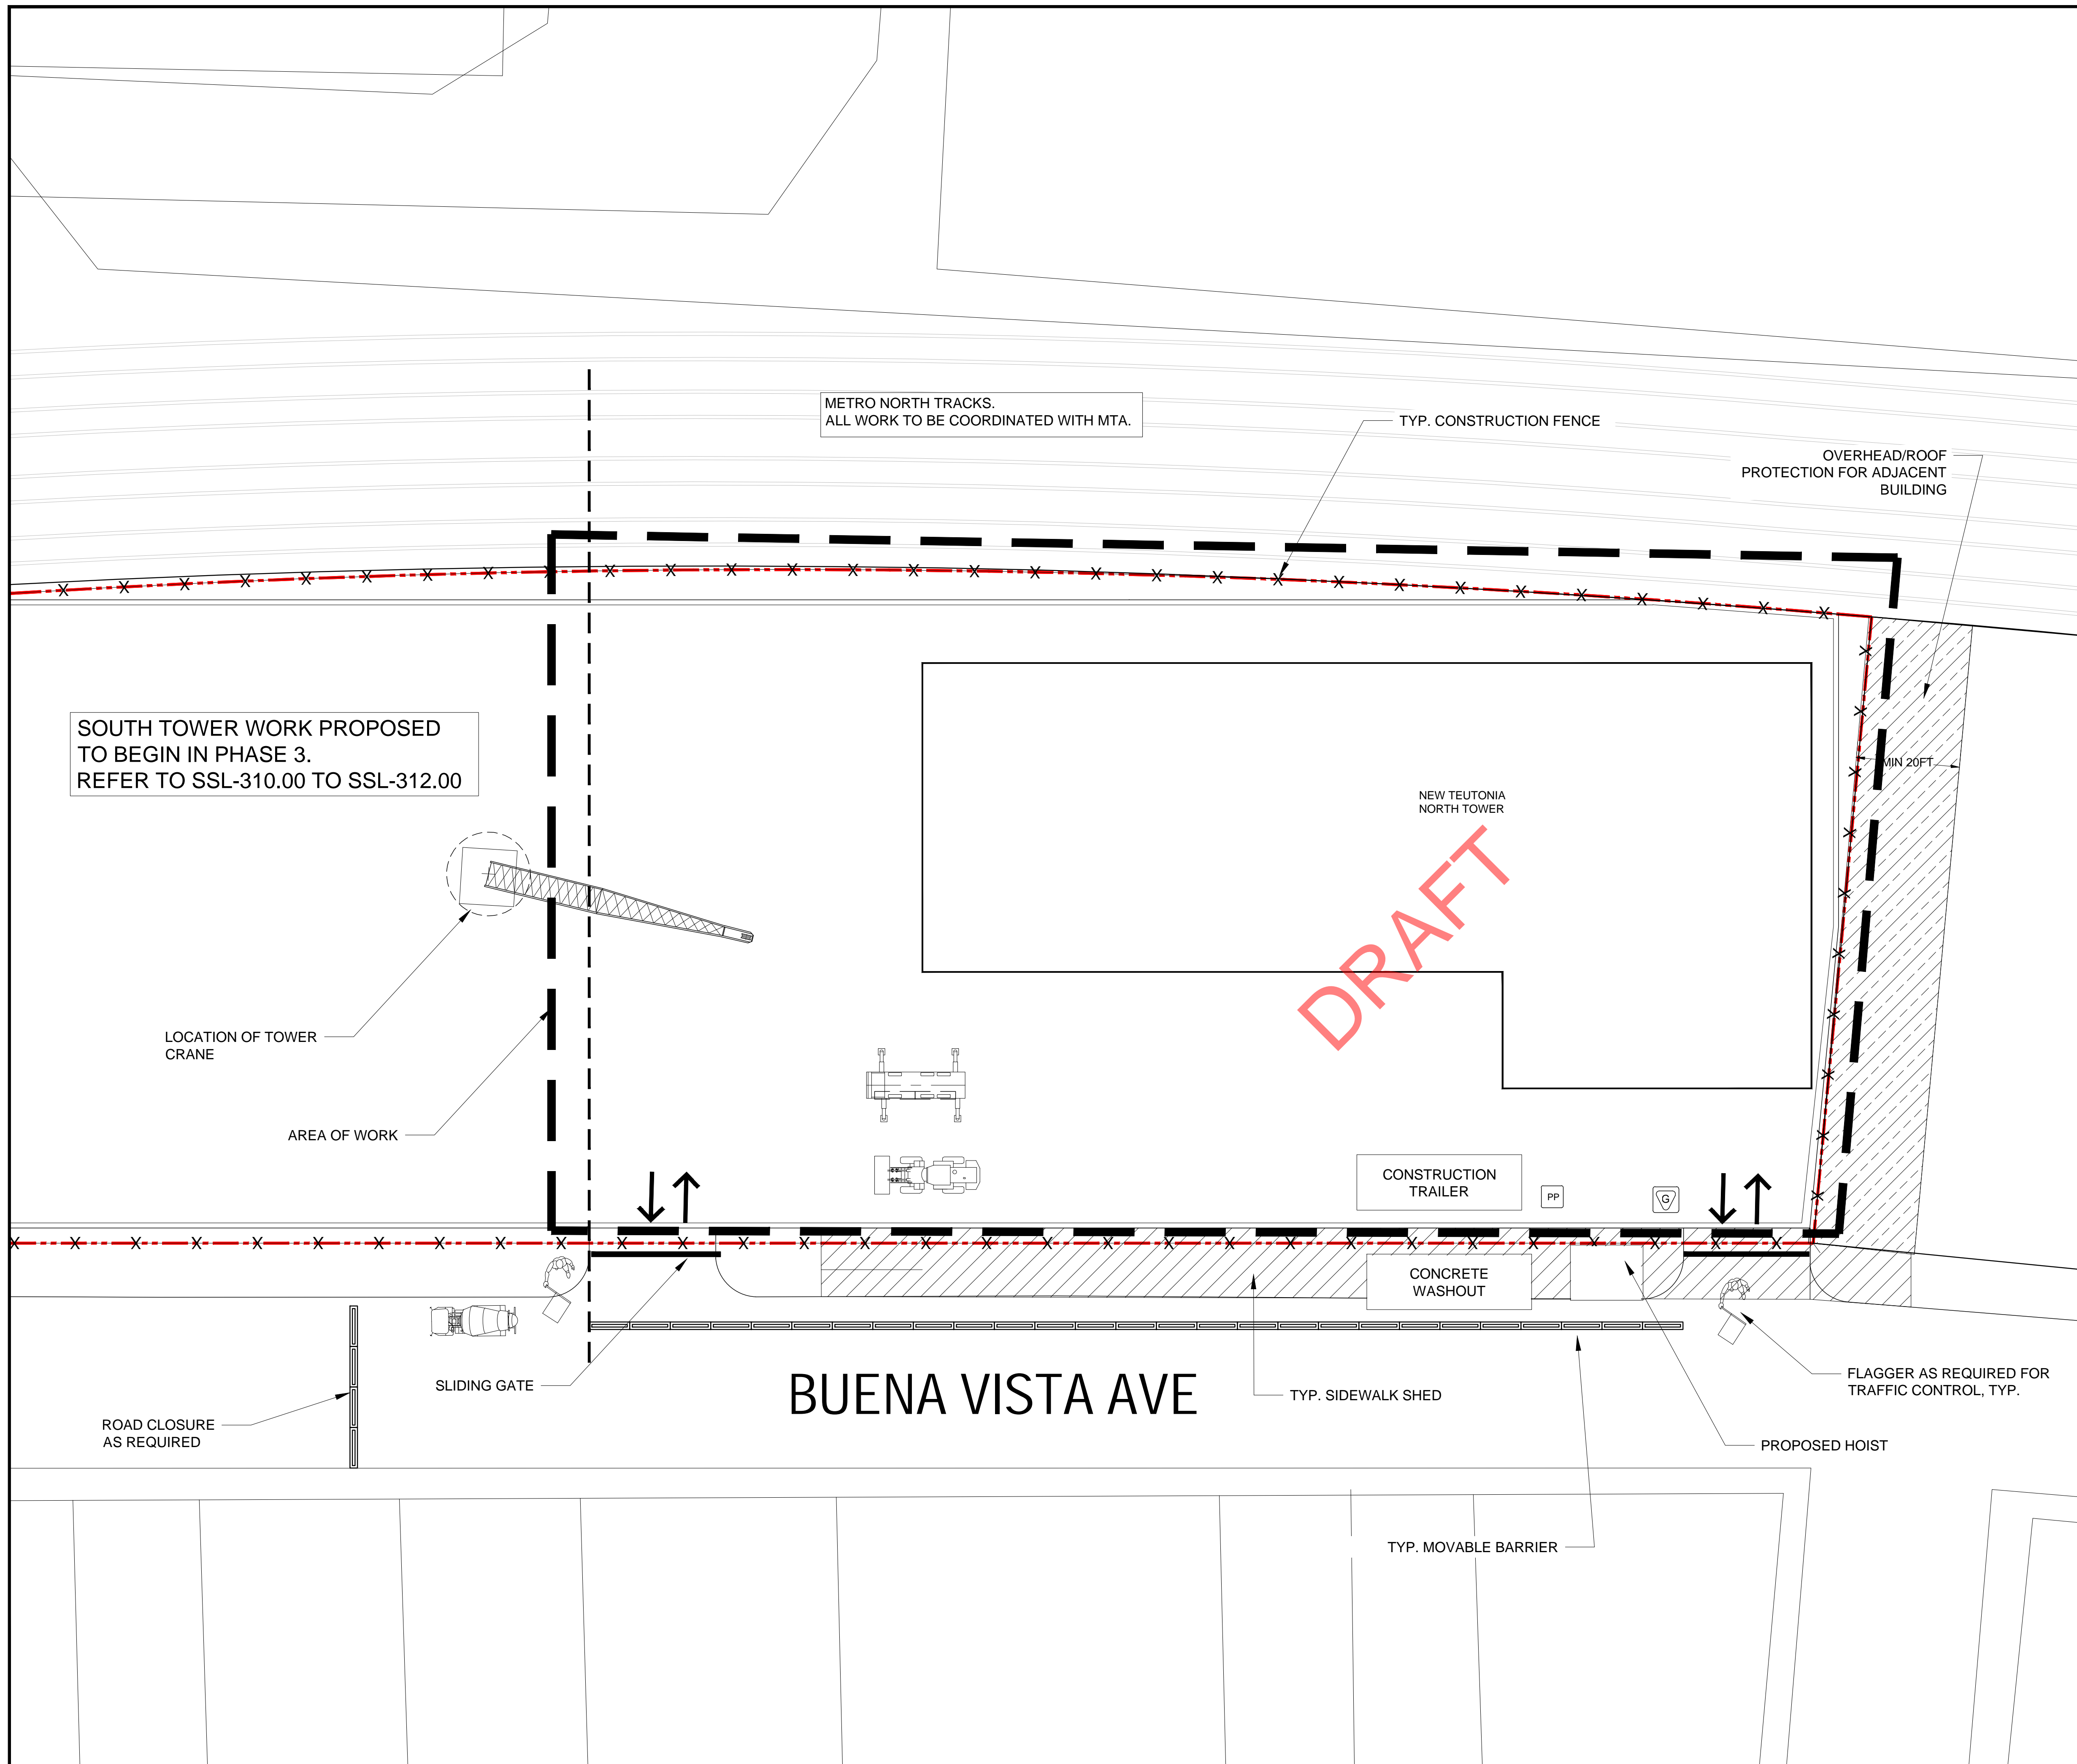 METRO NORTH TRACKS.
ALL WORK TO BE COORDINATED WITH MTA.
TYP. CONSTRUCTION FENCE
OVERHEAD/ROOF
PROTECTION FOR ADJACENT
BUILDING
SOUTH TOWER WORK PROPOSED
TO BEGIN IN PHASE 3.
REFER TO SSL-310.00 TO SSL-312.00
MIN 20FT
NEW TEUTONIA
NORTH TOWER
DRAFT
LOCATION OF TOWER
CRANE
AREA OF WORK
CONSTRUCTION
TRAILER
PP
G
CONCRETE
WASHOUT
SLIDING GATE
BUENA VISTA AVE
TYP. SIDEWALK SHED
FLAGGER AS REQUIRED FOR
TRAFFIC CONTROL, TYP.
ROAD CLOSURE
AS REQUIRED
PROPOSED HOIST
TYP. MOVABLE BARRIER